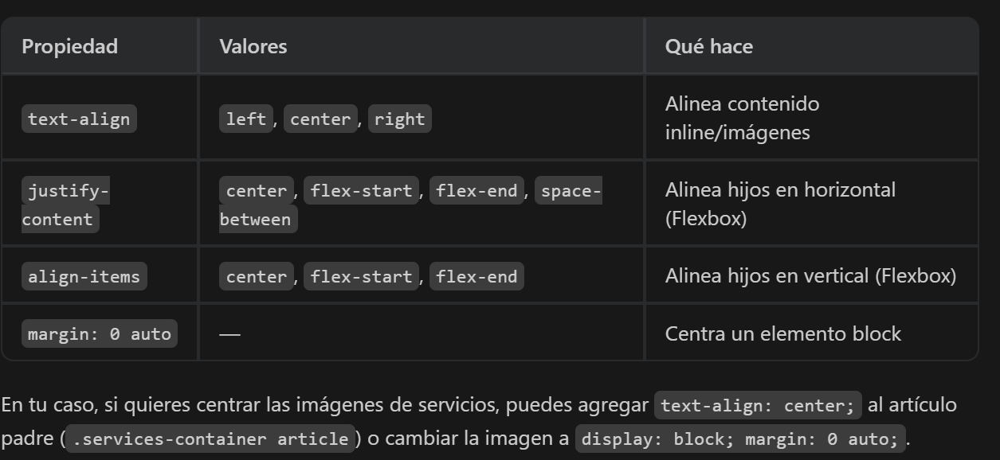 Propiedad Valores Qué hace
text-align left, center, right Alinea contenido
inline/imágenes
justify- center, flex-start, flex-end, space- Alinea hijos en horizontal
content between (Flexbox)
align-items center, flex-start, flex-end Alinea hijos en vertical (Flexbox)
margin: 0 auto — Centra un elemento block
En tu caso, si quieres centrar las imágenes de servicios, puedes agregar text-align: center; al artículo
padre (.services-container article) o cambiar la imagen a display: block; margin: 0 auto;.